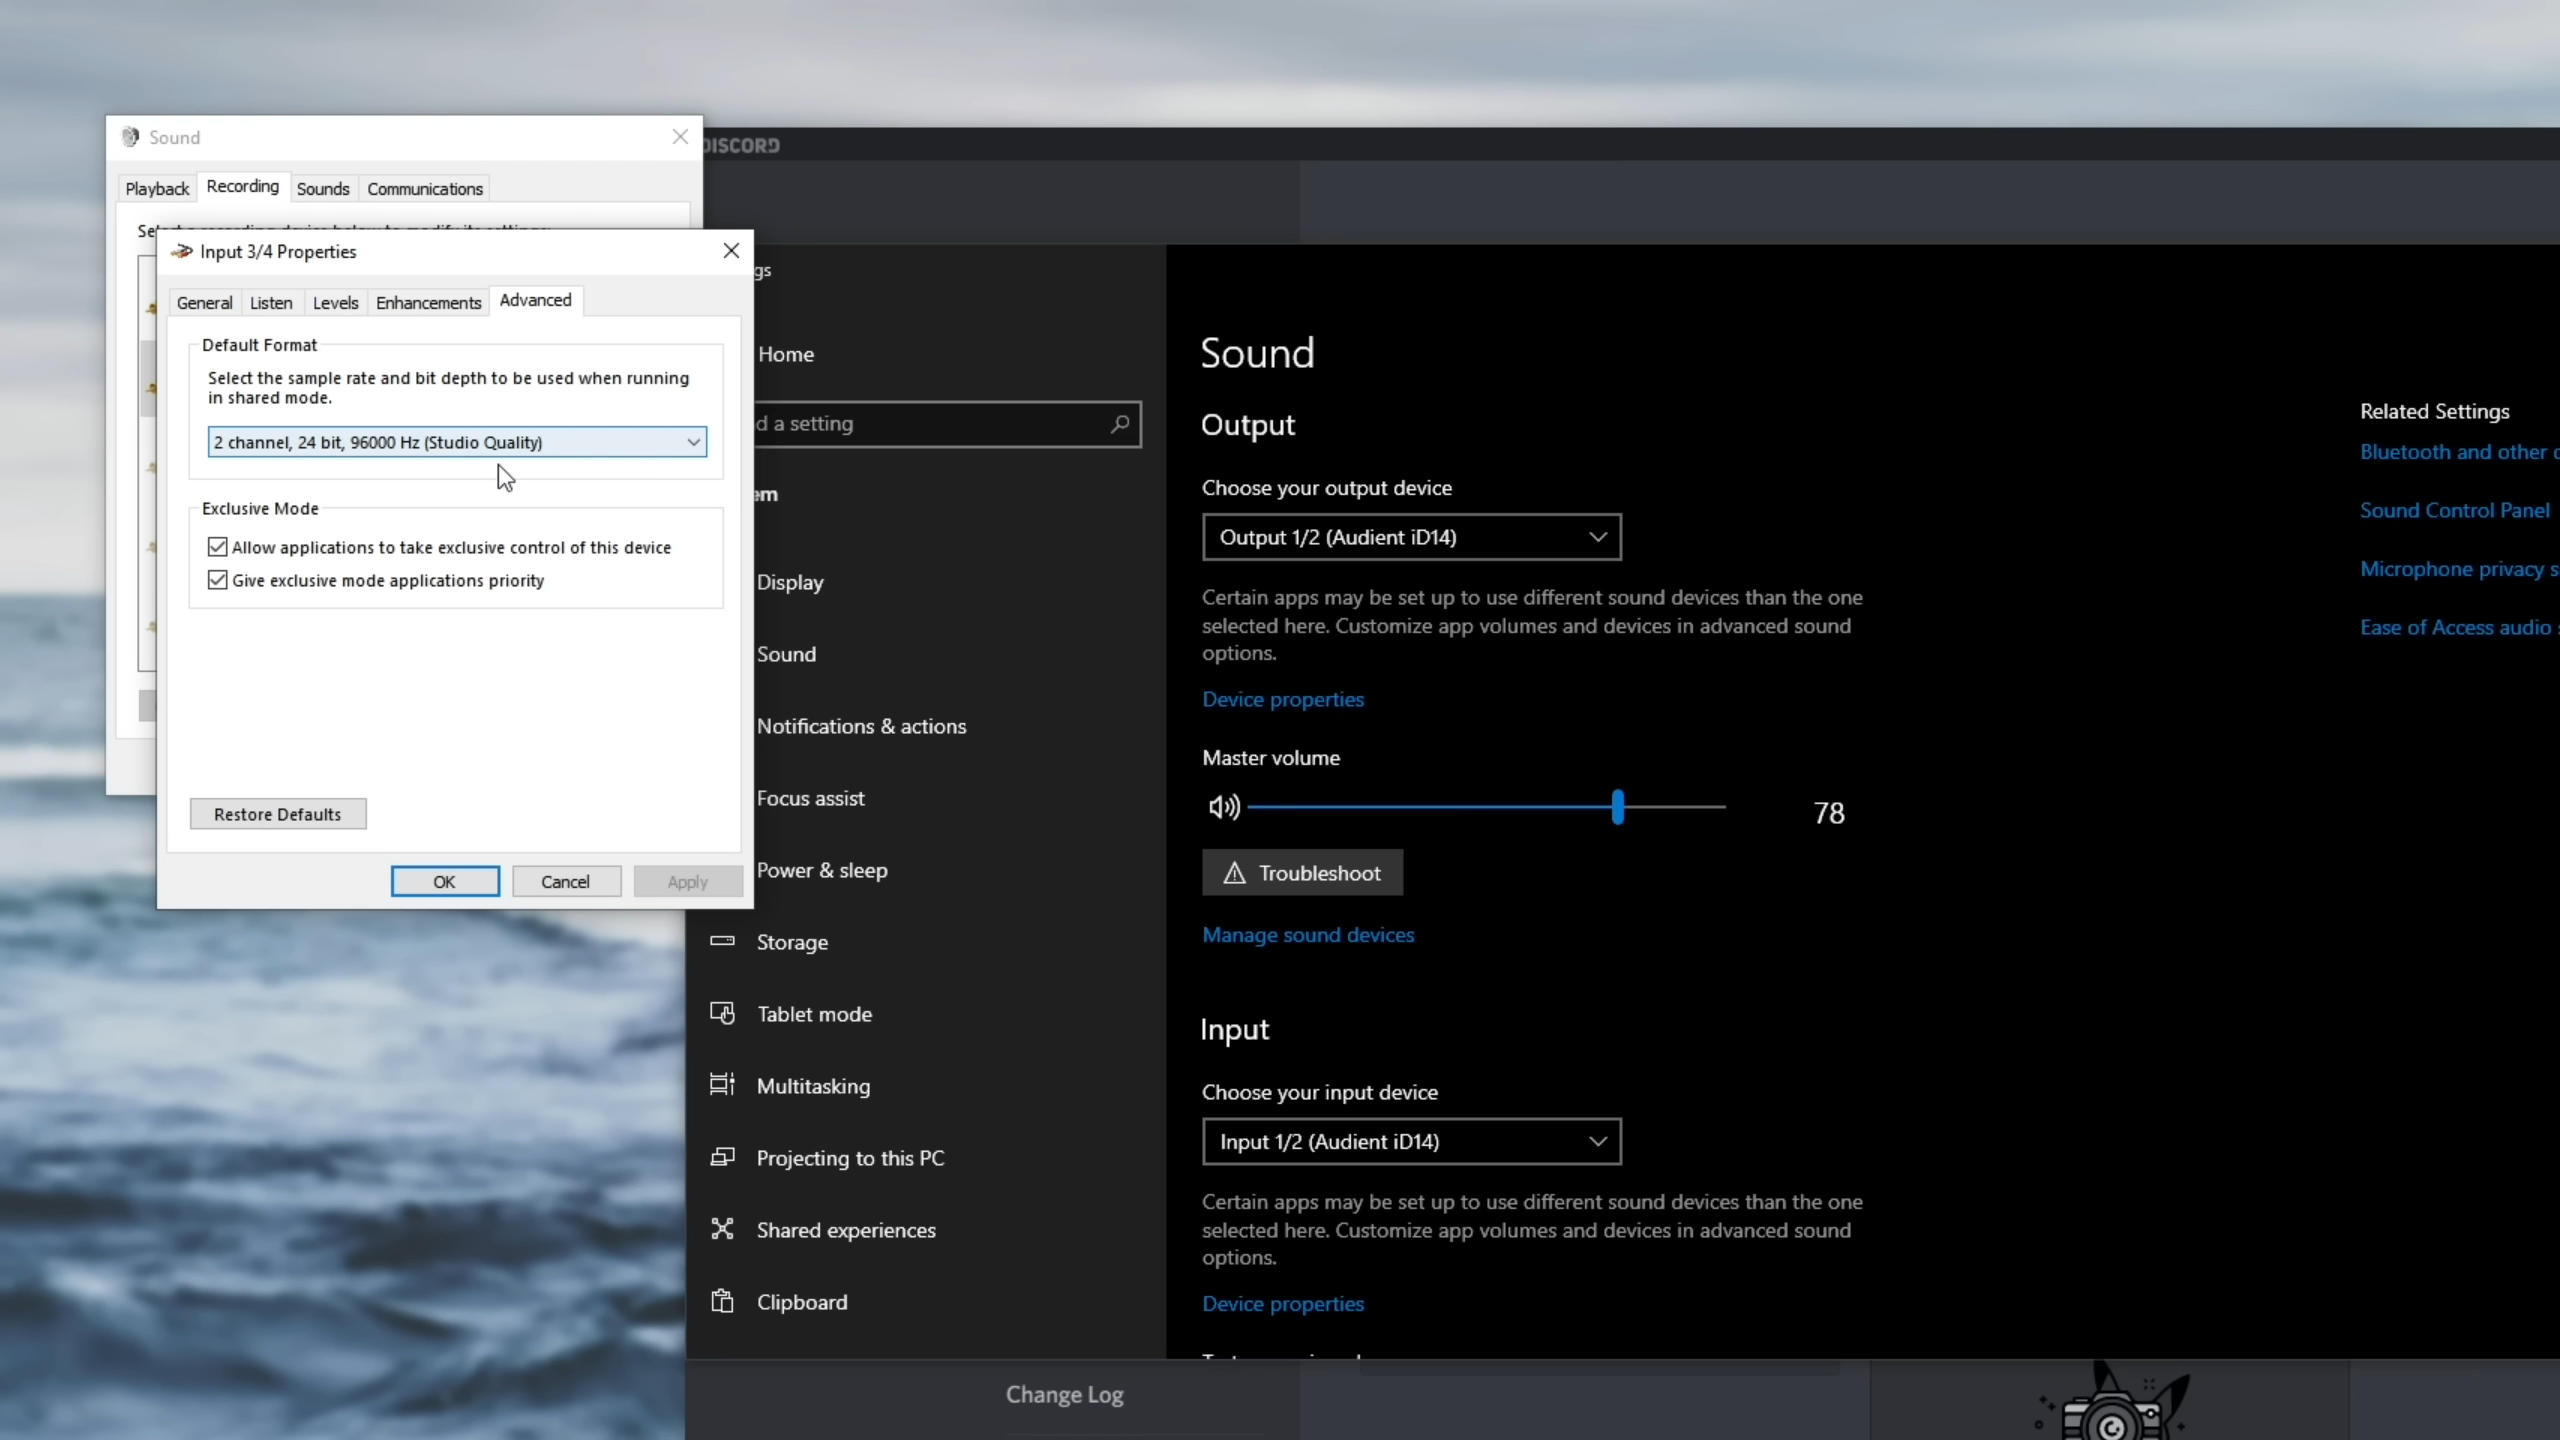 Sound
Playback
Recording
Sounds
Communications
Input 3/4 Properties
General
Listen
Levels
Enhancements
Advanced
Default Format
Select the sample rate and bit depth to be used when running
in shared mode.
2 channel, 24 bit, 96000 Hz (Studio Quality)
Exclusive Mode
Allow applications to take exclusive control of this device
Give exclusive mode applications priority
Restore Defaults
OK
Cancel
Apply
DISCORD
gs
Home
d a setting
em
Display
Sound
Notifications & actions
Focus assist
Power & sleep
Storage
Tablet mode
Multitasking
Projecting to this PC
Shared experiences
Clipboard
Sound
Output
Choose your output device
Output 1/2 (Audient iD14)
Certain apps may be set up to use different sound devices than the one
selected here. Customize app volumes and devices in advanced sound
options.
Device properties
Master volume
78
Troubleshoot
Manage sound devices
Input
Choose your input device
Input 1/2 (Audient iD14)
Certain apps may be set up to use different sound devices than the one
selected here. Customize app volumes and devices in advanced sound
options.
Device properties
Related Settings
Bluetooth and other
Sound Control Panel
Microphone privacy
Ease of Access audio
Change Log